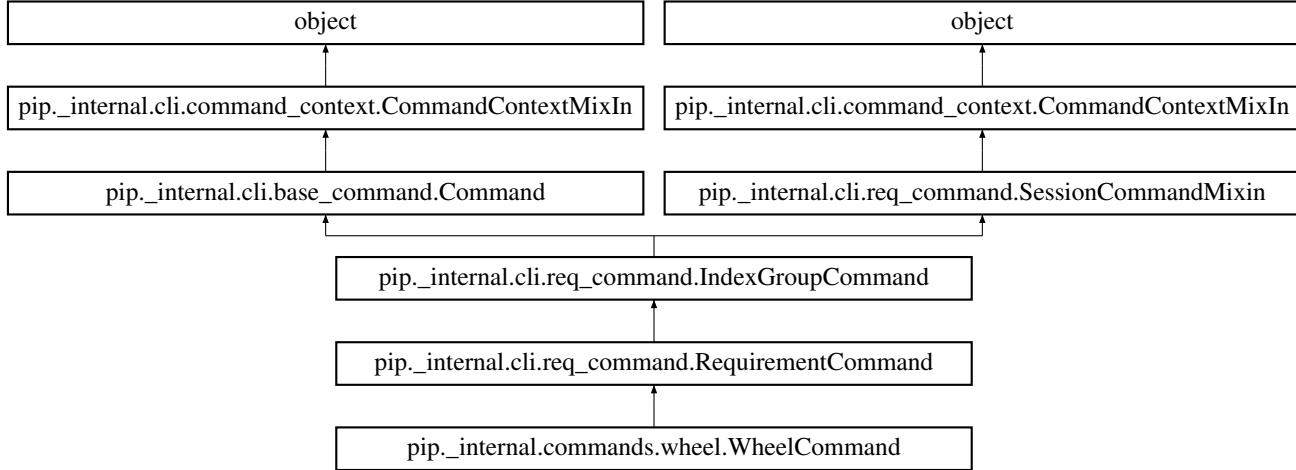 object
object
pip._internal.cli.command_context.CommandContextMixIn
pip._internal.cli.command_context.CommandContextMixIn
pip._internal.cli.base_command.Command
pip._internal.cli.req_command.SessionCommandMixin
pip._internal.cli.req_command.IndexGroupCommand
pip._internal.cli.req_command.RequirementCommand
pip._internal.commands.wheel.WheelCommand